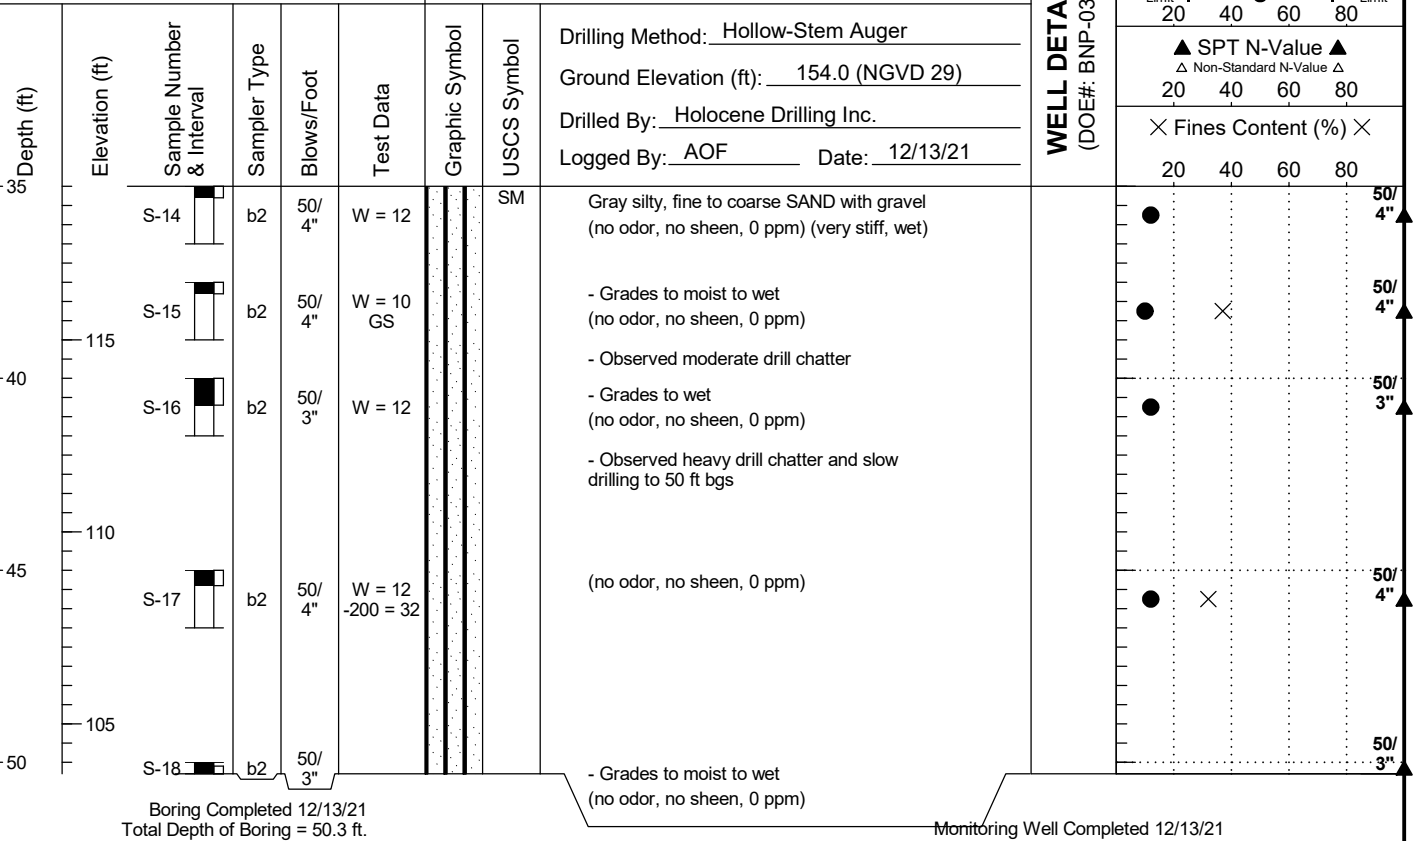 Depth (ft)
Elevation (ft)
Sample Number
& Interval
Sampler Type
Blows/Foot
Test Data
Graphic Symbol
USCS Symbol
Drilling Method: Hollow-Stem Auger
Ground Elevation (ft): 154.0 (NGVD 29)
Drilled By: Holocene Drilling Inc.
Logged By: AOF Date: 12/13/21
WELL DETA
(DOE#: BNP-03
20 40 60 80
▲ SPT N-Value ▲
△ Non-Standard N-Value △
20 40 60 80
× Fines Content (%) ×
20 40 60 80
35
SM
Gray silty, fine to coarse SAND with gravel
S-14 b2 50/ 4" W = 12
(no odor, no sheen, 0 ppm) (very stiff, wet)
50/
4"
- Grades to moist to wet
S-15 b2 50/ 4" W = 10
GS
(no odor, no sheen, 0 ppm)
50/
4"
115
- Observed moderate drill chatter
40
- Grades to wet
S-16 b2 50/ 3" W = 12
(no odor, no sheen, 0 ppm)
50/
3"
- Observed heavy drill chatter and slow
drilling to 50 ft bgs
110
45
(no odor, no sheen, 0 ppm)
S-17 b2 50/ 4" W = 12
-200 = 32
50/
4"
105
50
S-18 b2 50/ 3"
- Grades to moist to wet
(no odor, no sheen, 0 ppm)
50/
3"
Boring Completed 12/13/21
Total Depth of Boring = 50.3 ft.
Monitoring Well Completed 12/13/21